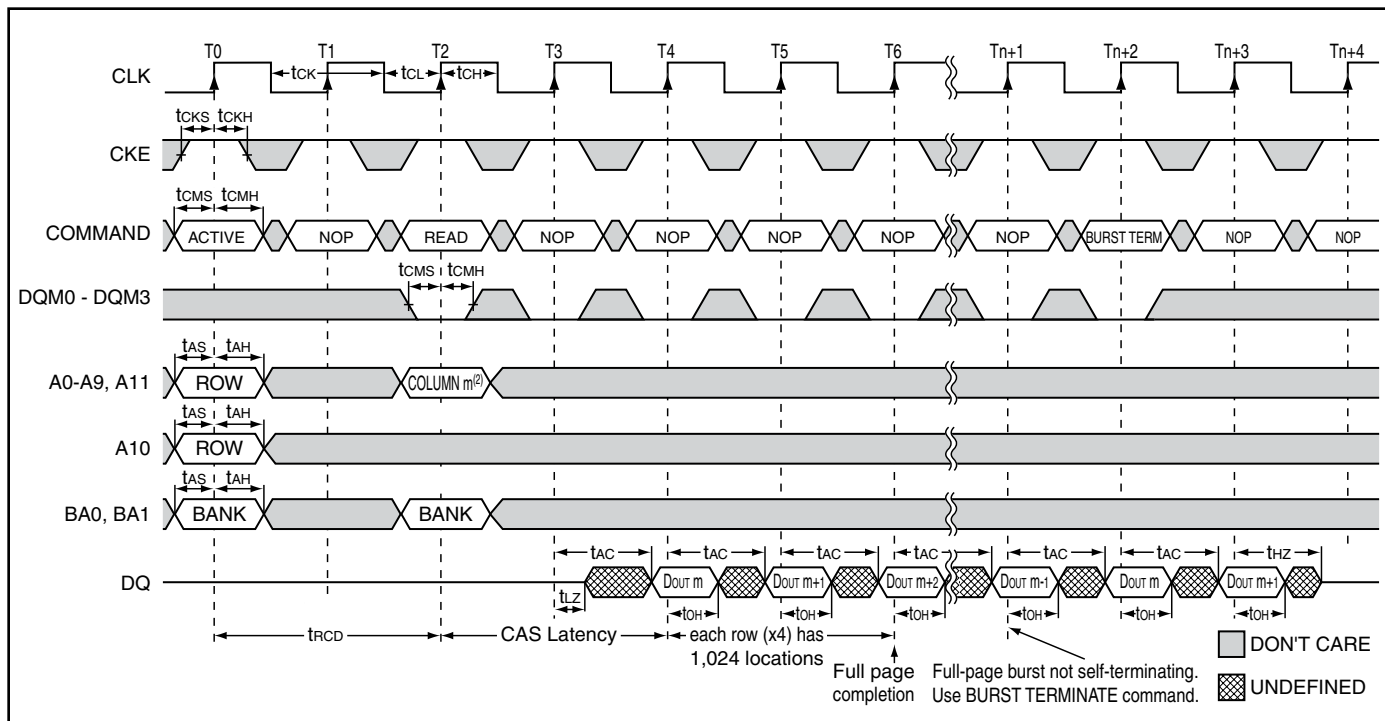 T0 T1 T2 T3 T4 T5 T6 Tn+1 Tn+2 Tn+3 Tn+4
CLK
tCK tCL tCH
tCKS tCKH
CKE
tCMS tCMH
COMMAND
ACTIVE NOP READ NOP NOP NOP NOP NOP BURST TERM NOP NOP
tCMS tCMH
DQM0 - DQM3
tAS tAH
A0-A9, A11
ROW COLUMN m(2)
tAS tAH
A10
ROW
tAS tAH
BA0, BA1
BANK BANK
tAC tAC tAC tAC tAC tAC tHZ
DQ
DOUT m DOUT m+1 DOUT m+2 DOUT m-1 DOUT m DOUT m+1
tLZ tOH tOH tOH tOH tOH tOH
tRCD CAS Latency each row (x4) has
1,024 locations
Full page
completion
Full-page burst not self-terminating.
Use BURST TERMINATE command.
DON'T CARE
UNDEFINED